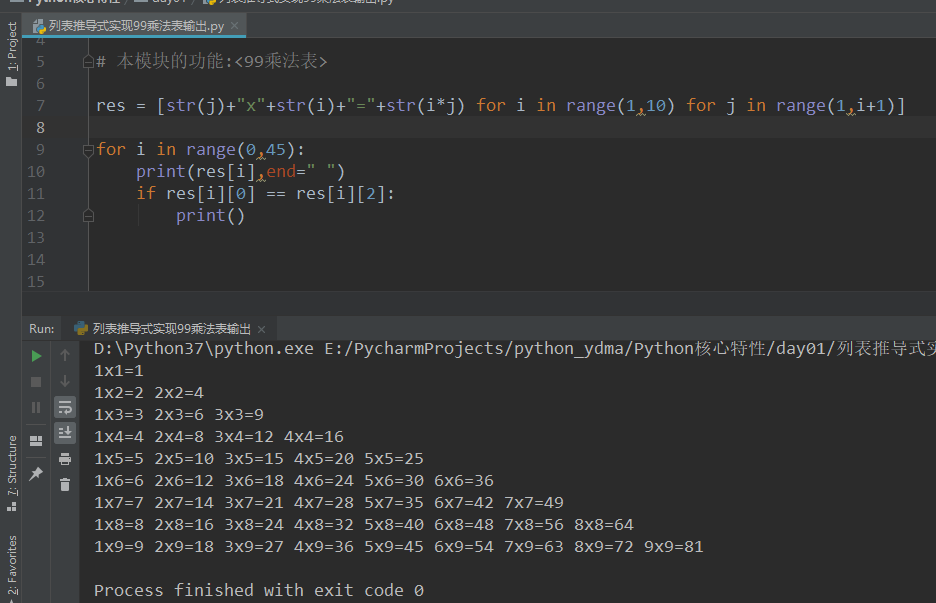 列表推导式实现99乘法表输出.py
1: Project
4
5 # 本模块的功能:<99乘法表>
6
7 res = [str(j)+"x"+str(i)+"="+str(i*j) for i in range(1,10) for j in range(1,i+1)]
8
9 for i in range(0,45):
10 print(res[i],end=" ")
11 if res[i][0] == res[i][2]:
12 print()
13
14
15
Run: 列表推导式实现99乘法表输出
D:\Python37\python.exe E:/PycharmProjects/python_ydma/Python核心特性/day01/列表推导式实
1x1=1
1x2=2 2x2=4
1x3=3 2x3=6 3x3=9
1x4=4 2x4=8 3x4=12 4x4=16
1x5=5 2x5=10 3x5=15 4x5=20 5x5=25
1x6=6 2x6=12 3x6=18 4x6=24 5x6=30 6x6=36
1x7=7 2x7=14 3x7=21 4x7=28 5x7=35 6x7=42 7x7=49
1x8=8 2x8=16 3x8=24 4x8=32 5x8=40 6x8=48 7x8=56 8x8=64
1x9=9 2x9=18 3x9=27 4x9=36 5x9=45 6x9=54 7x9=63 8x9=72 9x9=81
Process finished with exit code 0
7: Structure
2: Favorites